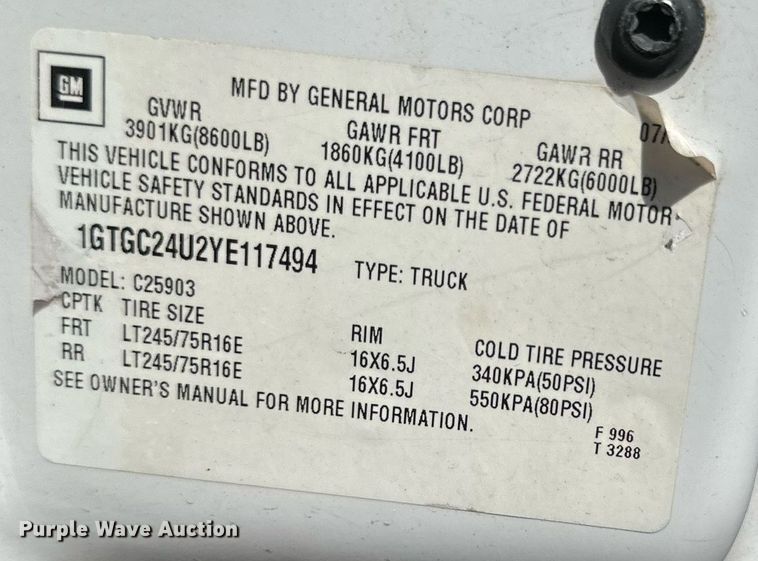 GM
MFD BY GENERAL MOTORS CORP 07/
GVWR GAWR FRT GAWR RR
3901KG(8600LB) 1860KG(4100LB) 2722KG(6000LB)
THIS VEHICLE CONFORMS TO ALL APPLICABLE U.S. FEDERAL MOTOR-
VEHICLE SAFETY STANDARDS IN EFFECT ON THE DATE OF
MANUFACTURE SHOWN ABOVE.
1GTGC24U2YE117494 TYPE: TRUCK
MODEL: C25903
CPTK TIRE SIZE RIM COLD TIRE PRESSURE
FRT LT245/75R16E 16X6.5J 340KPA(50PSI)
RR LT245/75R16E 16X6.5J 550KPA(80PSI)
SEE OWNER'S MANUAL FOR MORE INFORMATION.
F 996
T 3288
Purple Wave Auction